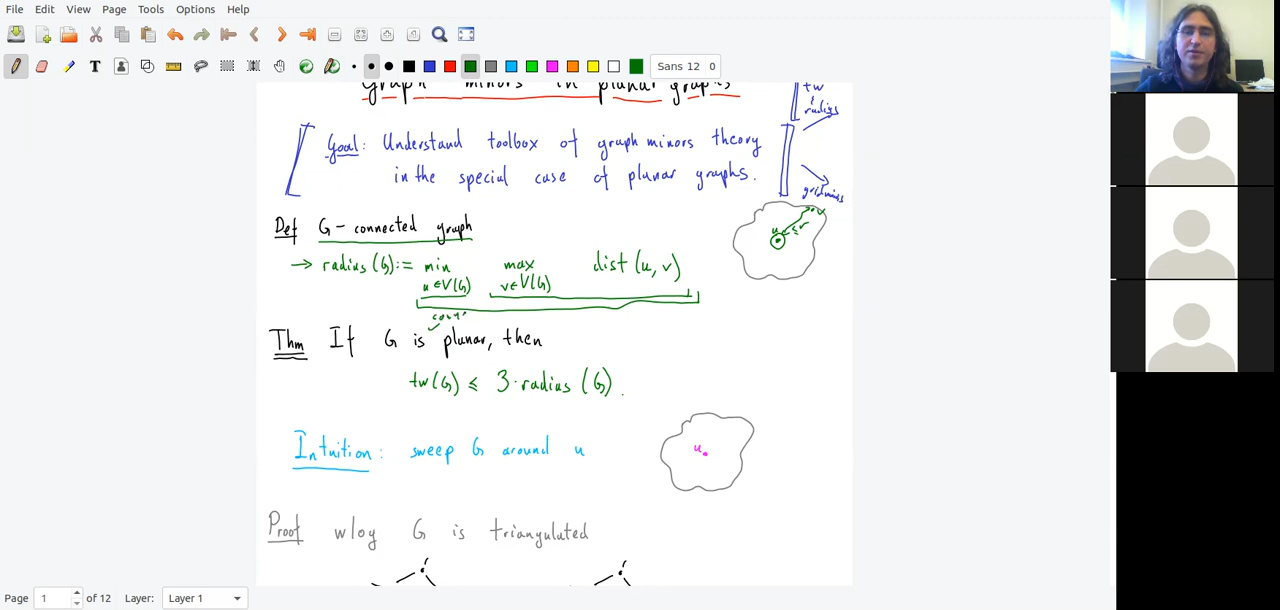 File Edit View Page Tools Options Help
Sans 12 0
Graph minors in planar graphs
tw
radius
Goal: Understand toolbox of graph minors theory
in the special case of planar graphs.
gridminors
Def G - connected graph
u ≤r v
→ radius (G) := min max dist (u, v)
u∈V(G) v∈V(G)
conn.
Thm If G is planar, then
tw(G) ≤ 3·radius (G).
Intuition: sweep G around u
u
Proof wlog G is triangulated
Page 1 of 12 Layer: Layer 1